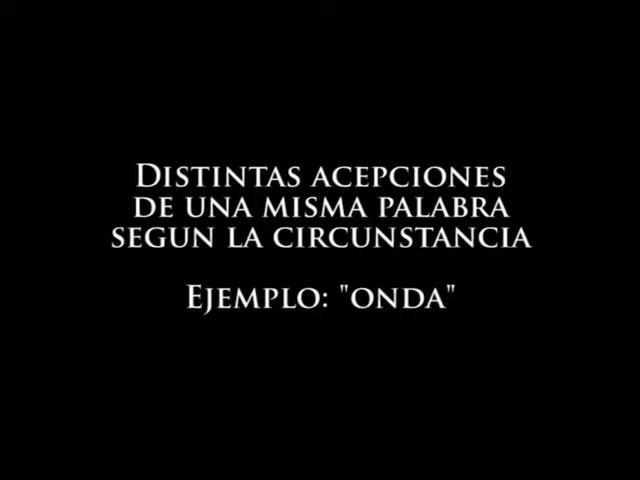 DISTINTAS ACEPCIONES
DE UNA MISMA PALABRA
SEGUN LA CIRCUNSTANCIA
EJEMPLO: "ONDA"